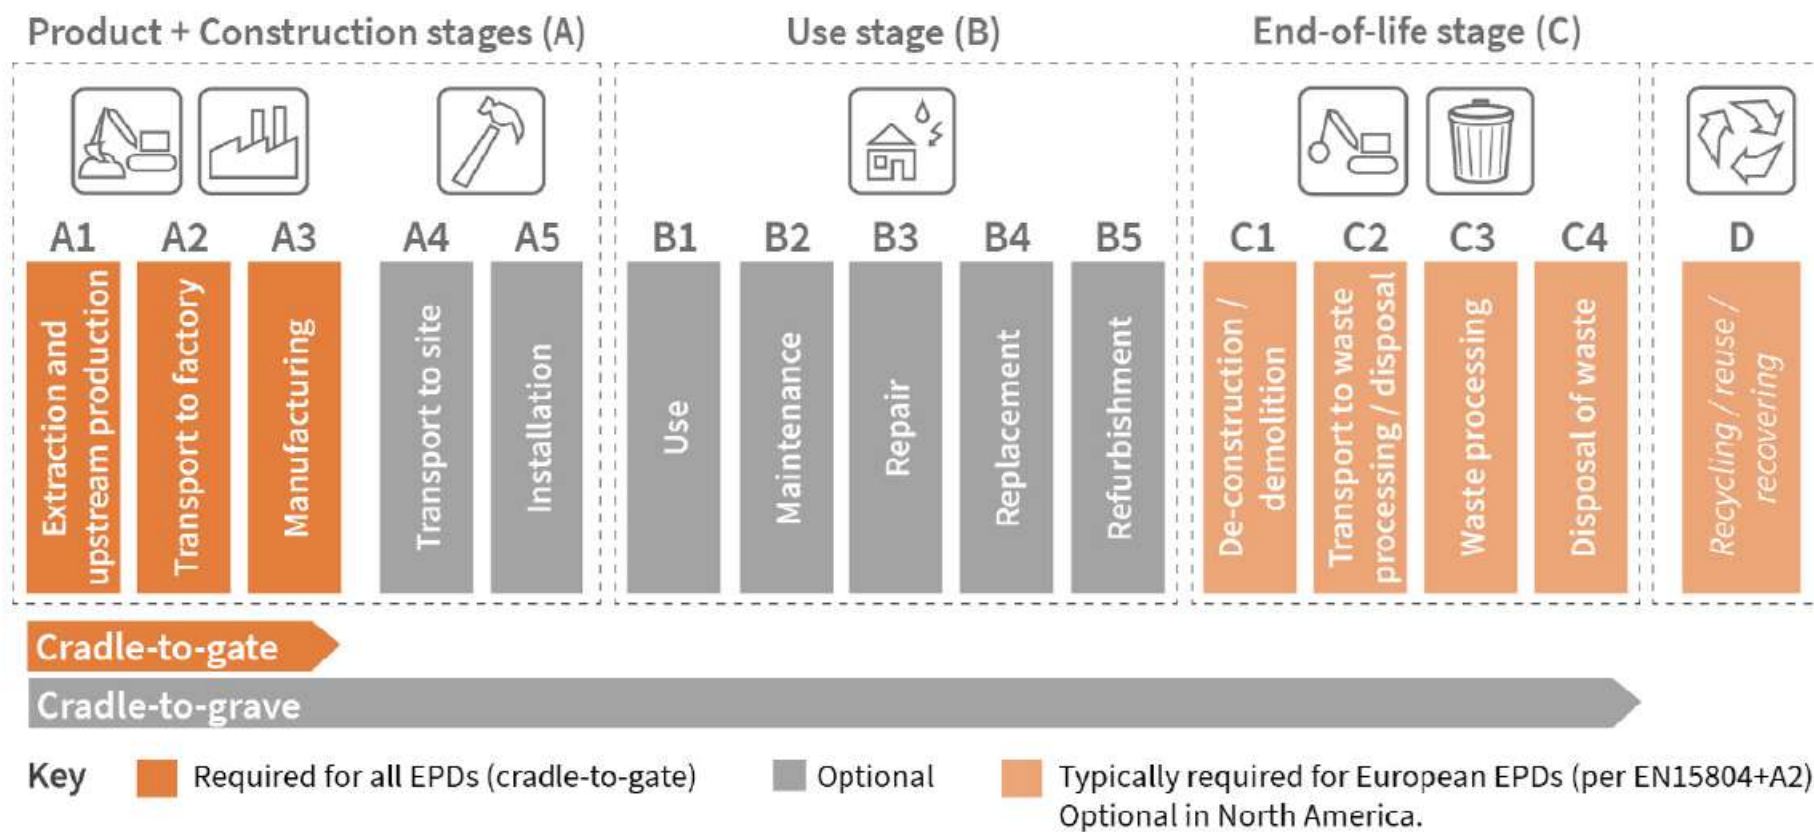 Product + Construction stages (A)
Use stage (B)
End-of-life stage (C)
A1
A2
A3
A4
A5
B1
B2
B3
B4
B5
C1
C2
C3
C4
D
Extraction and
upstream production
Transport to factory
Manufacturing
Transport to site
Installation
Use
Maintenance
Repair
Replacement
Refurbishment
De-construction /
demolition
Transport to waste
processing / disposal
Waste processing
Disposal of waste
Recycling / reuse /
recovering
Cradle-to-gate
Cradle-to-grave
Key
Required for all EPDs (cradle-to-gate)
Optional
Typically required for European EPDs (per EN15804+A2)
Optional in North America.